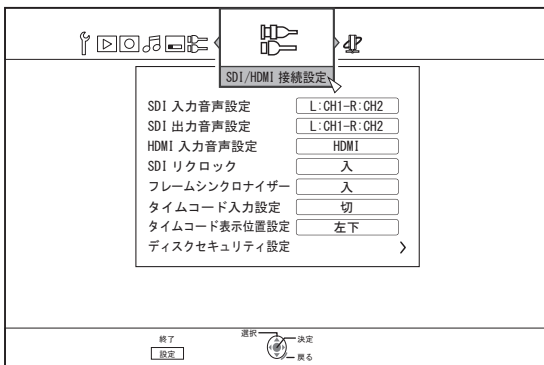 SDI/HDMI 接続設定
SDI 入力音声設定 L:CH1-R:CH2
SDI 出力音声設定 L:CH1-R:CH2
HDMI 入力音声設定 HDMI
SDI リクロック 入
フレームシンクロナイザー 入
タイムコード入力設定 切
タイムコード表示位置設定 左下
ディスクセキュリティ設定
終了
設定
選択
決定
戻る